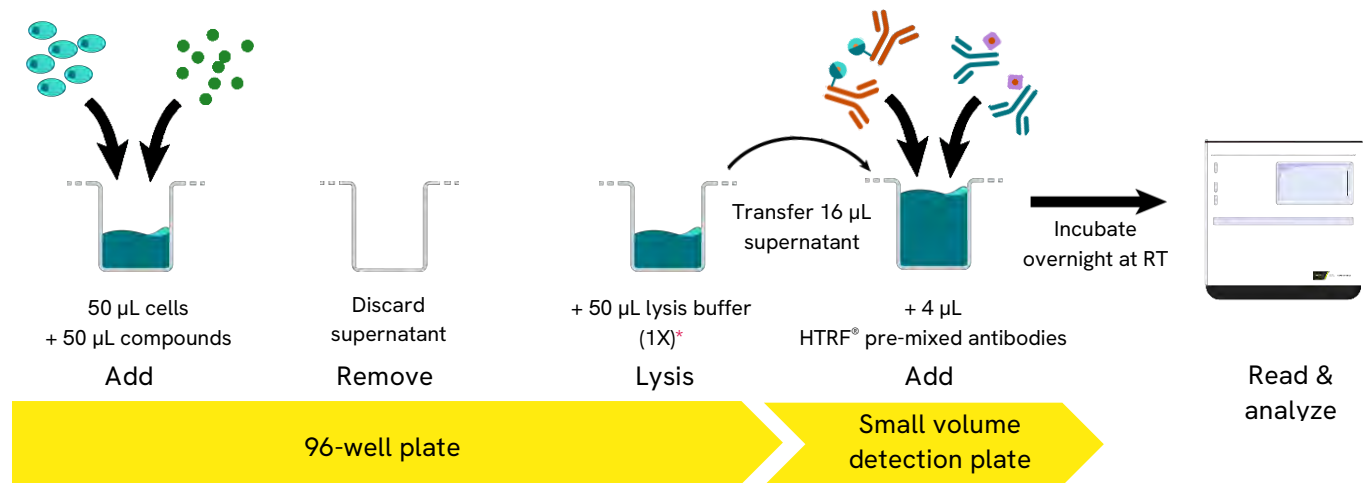 Transfer 16 µL
supernatant
Incubate
overnight at RT
50 µL cells
+ 50 µL compounds
Add
Discard
supernatant
Remove
+ 50 µL lysis buffer
(1X)*
Lysis
+ 4 µL
HTRF® pre-mixed antibodies
Add
Read &
analyze
96-well plate
Small volume
detection plate